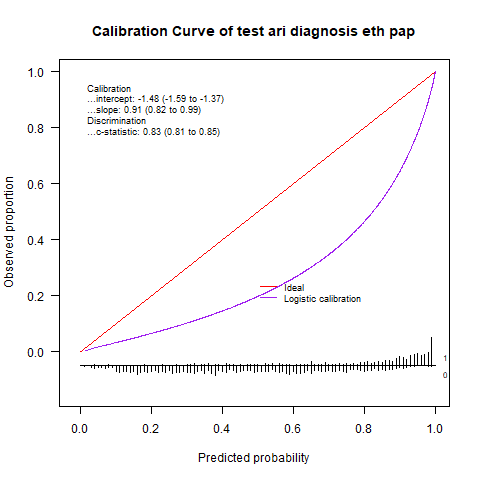 Calibration Curve of test ari diagnosis eth pap
Calibration
...intercept: -1.48 (-1.59 to -1.37)
...slope: 0.91 (0.82 to 0.99)
Discrimination
...c-statistic: 0.83 (0.81 to 0.85)
1.0
0.8
0.6
0.4
0.2
0.0
Observed proportion
Ideal
Logistic calibration
1
0
0.0 0.2 0.4 0.6 0.8 1.0
Predicted probability